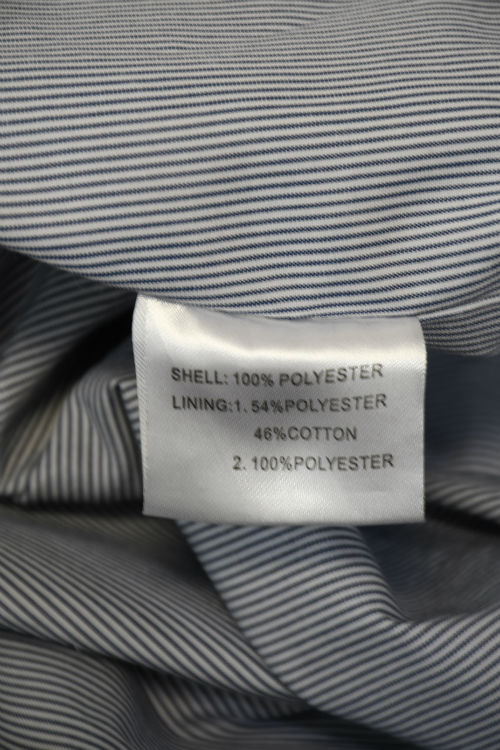 SHELL: 100% POLYESTER
LINING:1. 54%POLYESTER
46%COTTON
2. 100%POLYESTER